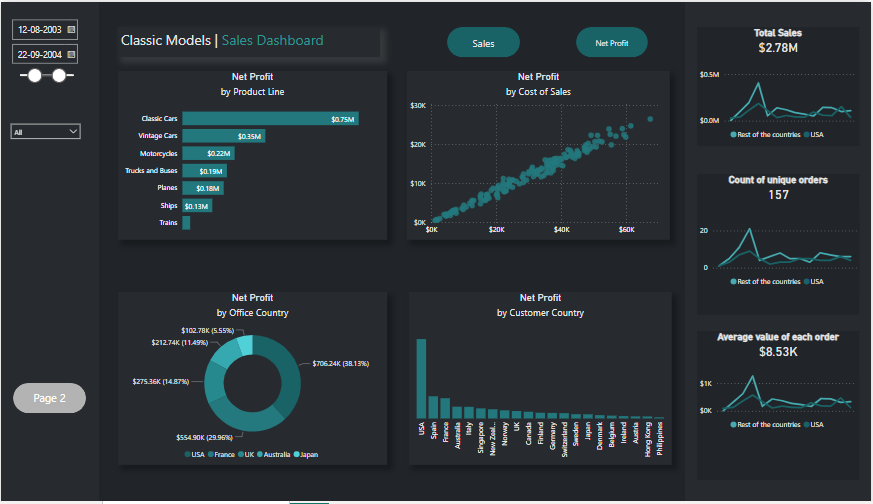 12-08-2003
22-09-2004
All
Page 2
Classic Models | Sales Dashboard
Sales
Net Profit
Net Profit
by Product Line
Classic Cars
$0.75M
Vintage Cars
$0.35M
Motorcycles
$0.22M
Trucks and Buses
$0.19M
Planes
$0.18M
Ships
$0.13M
Trains
Net Profit
by Cost of Sales
$30K
$20K
$10K
$0K
$0K
$20K
$40K
$60K
Net Profit
by Office Country
$102.78K (5.55%)
$212.74K (11.49%)
$706.24K (38.13%)
$275.36K (14.87%)
$554.90K (29.96%)
USA France UK Australia Japan
Net Profit
by Customer Country
USA
Spain
France
Australia
Italy
Singapore
New Zeal...
Norway
UK
Canada
Finland
Germany
Switzerland
Sweden
Japan
Denmark
Belgium
Ireland
Austria
Hong Kong
Philippines
Total Sales
$2.78M
$0.5M
$0.0M
Rest of the countries USA
Count of unique orders
157
20
0
Rest of the countries USA
Average value of each order
$8.53K
$1K
$0K
Rest of the countries USA